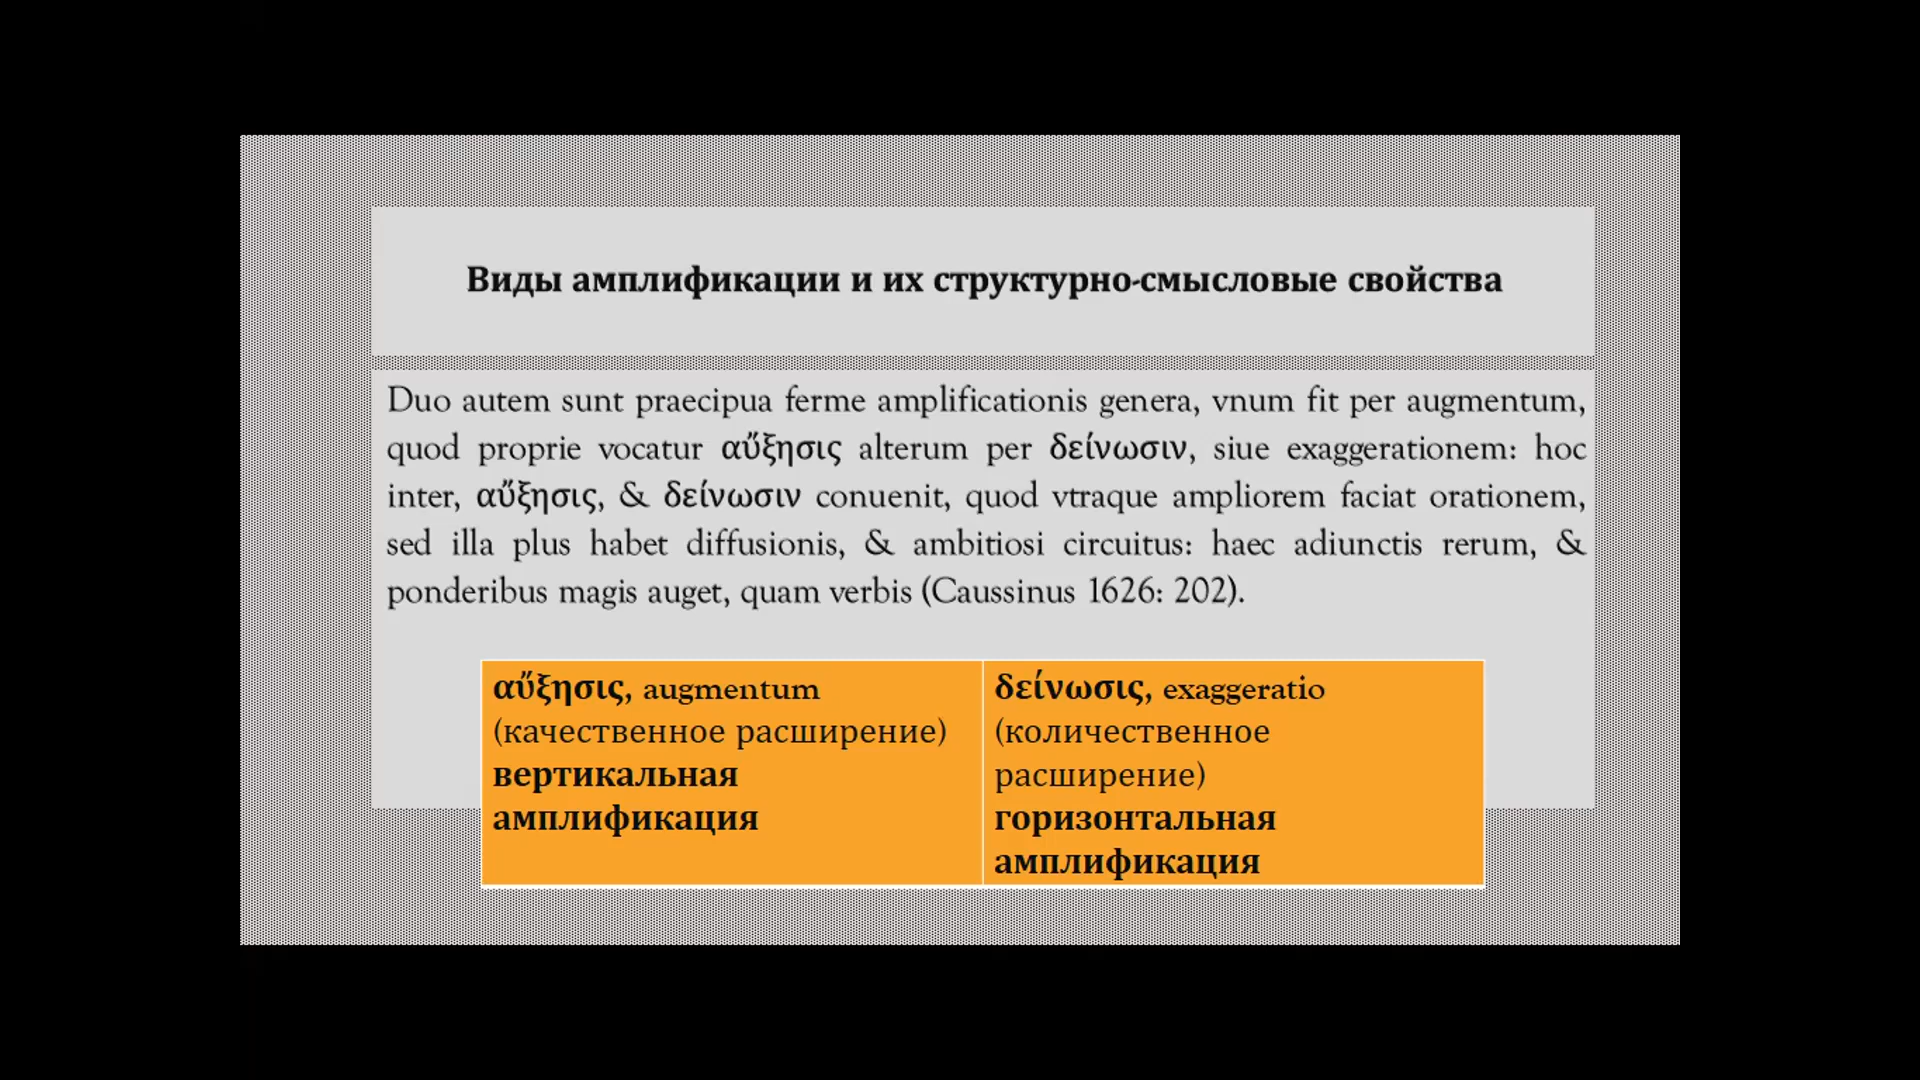 Виды амплификации и их структурно-смысловые свойства
Duo autem sunt praecipua ferme amplificationis genera, vnum fit per augmentum,
quod proprie vocatur αὔξησις alterum per δείνωσιν, siue exaggerationem: hoc
inter, αὔξησις, & δείνωσιν conuenit, quod vtraque ampliorem faciat orationem,
sed illa plus habet diffusionis, & ambitiosi circuitus: haec adiunctis rerum, &
ponderibus magis auget, quam verbis (Caussinus 1626: 202).
αὔξησις, augmentum
(качественное расширение)
вертикальная
амплификация
δείνωσις, exaggeratio
(количественное
расширение)
горизонтальная
амплификация